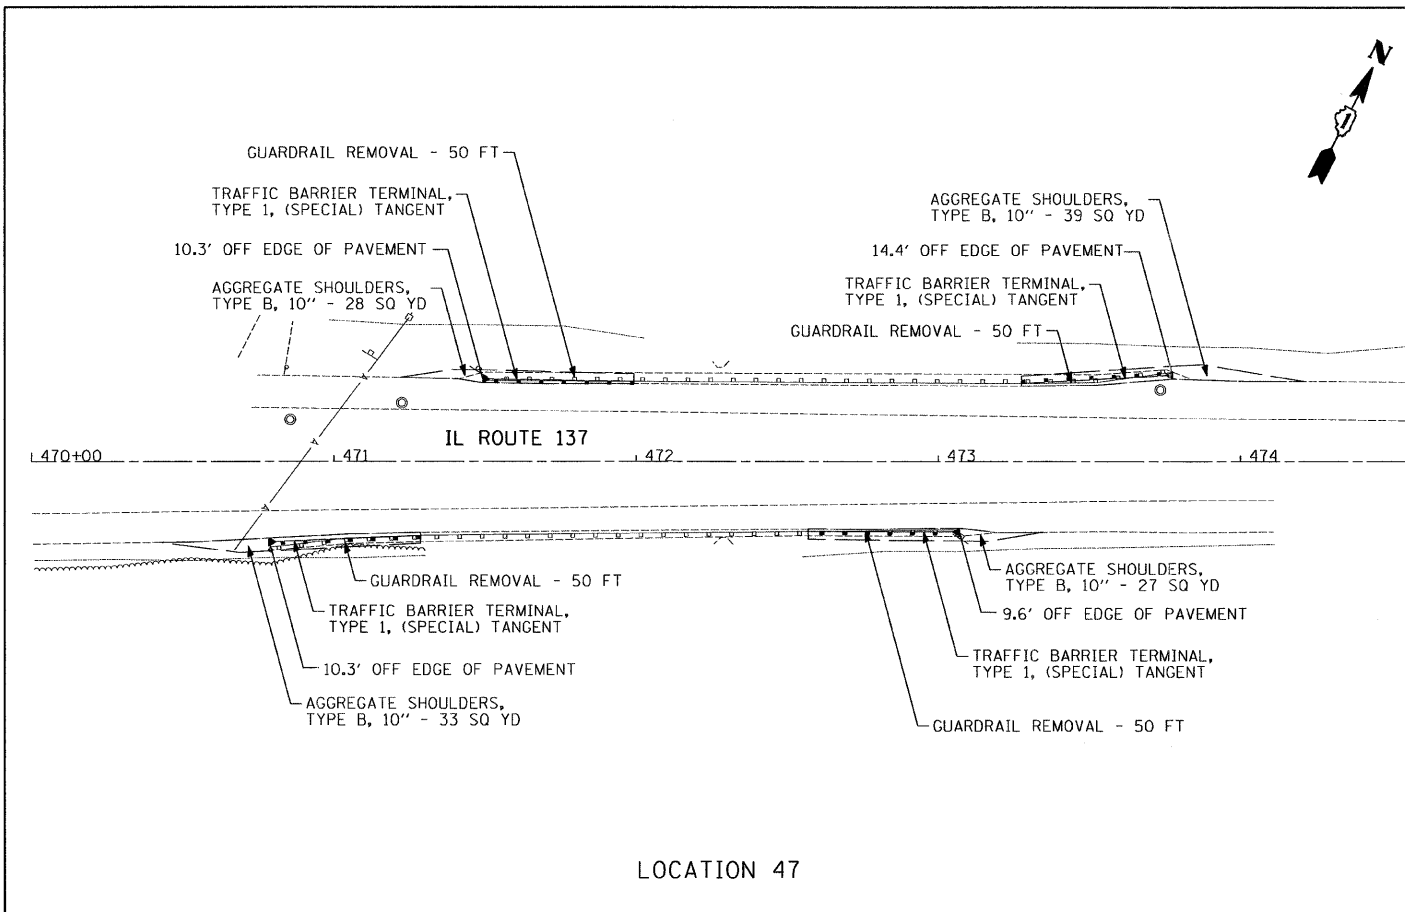 N
1
GUARDRAIL REMOVAL - 50 FT
TRAFFIC BARRIER TERMINAL,
TYPE 1, (SPECIAL) TANGENT
10.3' OFF EDGE OF PAVEMENT
AGGREGATE SHOULDERS,
TYPE B, 10" - 28 SQ YD
AGGREGATE SHOULDERS,
TYPE B, 10" - 39 SQ YD
14.4' OFF EDGE OF PAVEMENT
TRAFFIC BARRIER TERMINAL,
TYPE 1, (SPECIAL) TANGENT
GUARDRAIL REMOVAL - 50 FT
IL ROUTE 137
470+00
471
472
473
474
GUARDRAIL REMOVAL - 50 FT
TRAFFIC BARRIER TERMINAL,
TYPE 1, (SPECIAL) TANGENT
10.3' OFF EDGE OF PAVEMENT
AGGREGATE SHOULDERS,
TYPE B, 10" - 33 SQ YD
AGGREGATE SHOULDERS,
TYPE B, 10" - 27 SQ YD
9.6' OFF EDGE OF PAVEMENT
TRAFFIC BARRIER TERMINAL,
TYPE 1, (SPECIAL) TANGENT
GUARDRAIL REMOVAL - 50 FT
LOCATION 47